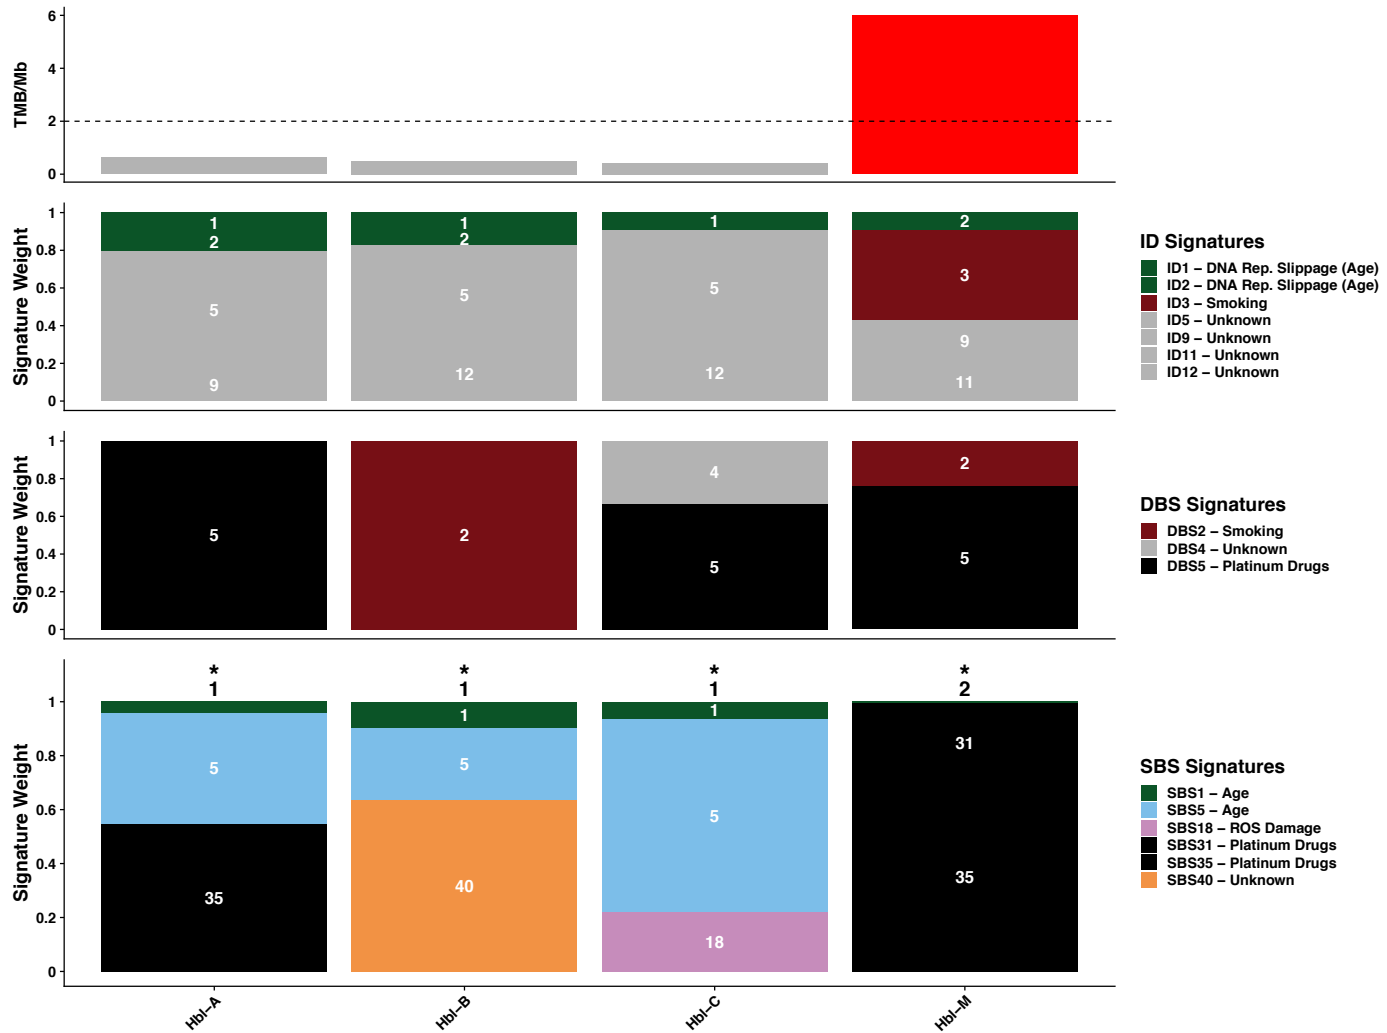 TMB/Mb
6
4
2
0
Signature Weight
1
0.8
0.6
0.4
0.2
0
1
2
5
9
1
2
5
12
1
5
12
2
3
9
11
ID Signatures
ID1 – DNA Rep. Slippage (Age)
ID2 – DNA Rep. Slippage (Age)
ID3 – Smoking
ID5 – Unknown
ID9 – Unknown
ID11 – Unknown
ID12 – Unknown
Signature Weight
1
0.8
0.6
0.4
0.2
0
5
2
4
5
2
5
DBS Signatures
DBS2 – Smoking
DBS4 – Unknown
DBS5 – Platinum Drugs
Signature Weight
1
0.8
0.6
0.4
0.2
0
* * * *
1 1 1 2
5
35
1
5
40
1
5
18
31
35
SBS Signatures
SBS1 – Age
SBS5 – Age
SBS18 – ROS Damage
SBS31 – Platinum Drugs
SBS35 – Platinum Drugs
SBS40 – Unknown
Hbl–A
Hbl–B
Hbl–C
Hbl–M